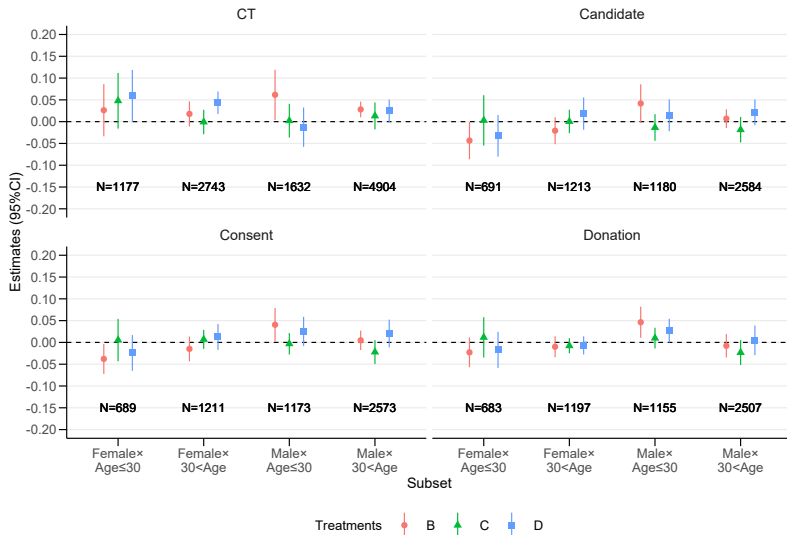 CT
Candidate
0.20
0.15
0.10
0.05
0.00
-0.05
-0.10
-0.15
-0.20
N=1177 N=2743 N=1632 N=4904
N=691 N=1213 N=1180 N=2584
Estimates (95%CI)
Consent
Donation
0.20
0.15
0.10
0.05
0.00
-0.05
-0.10
-0.15
-0.20
N=689 N=1211 N=1173 N=2573
N=683 N=1197 N=1155 N=2507
Female× Female× Male× Male× Female× Female× Male× Male×
Age≤30 30<Age Age≤30 30<Age Age≤30 30<Age Age≤30 30<Age
Subset
Treatments B C D